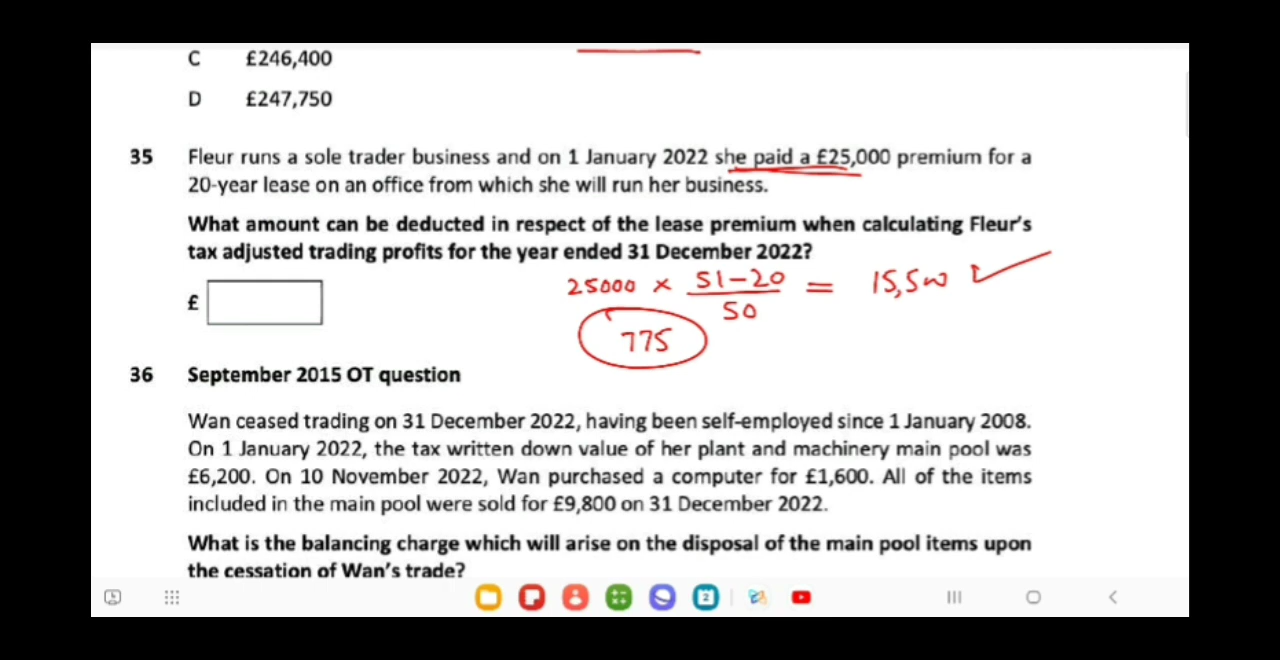 C £246,400
D £247,750
35 Fleur runs a sole trader business and on 1 January 2022 she paid a £25,000 premium for a
20-year lease on an office from which she will run her business.
What amount can be deducted in respect of the lease premium when calculating Fleur's
tax adjusted trading profits for the year ended 31 December 2022?
£
25000 × 51-20 / 50 = 15,500 ✓
775
36 September 2015 OT question
Wan ceased trading on 31 December 2022, having been self-employed since 1 January 2008.
On 1 January 2022, the tax written down value of her plant and machinery main pool was
£6,200. On 10 November 2022, Wan purchased a computer for £1,600. All of the items
included in the main pool were sold for £9,800 on 31 December 2022.
What is the balancing charge which will arise on the disposal of the main pool items upon
the cessation of Wan's trade?
2